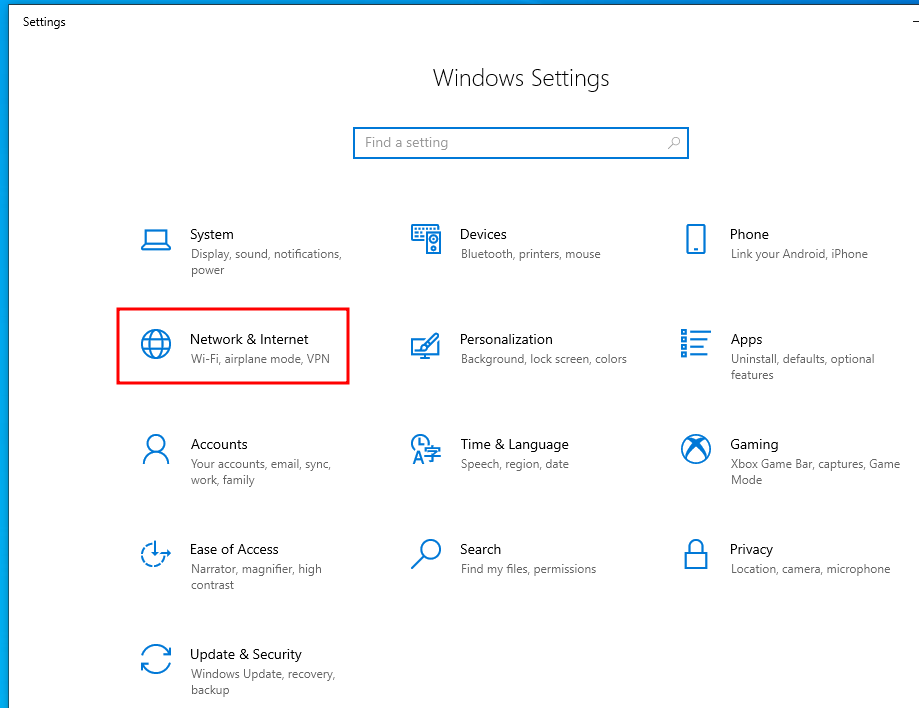 Settings
Windows Settings
Find a setting
System
Display, sound, notifications,
power
Devices
Bluetooth, printers, mouse
Phone
Link your Android, iPhone
Network & Internet
Wi-Fi, airplane mode, VPN
Personalization
Background, lock screen, colors
Apps
Uninstall, defaults, optional
features
Accounts
Your accounts, email, sync,
work, family
Time & Language
Speech, region, date
Gaming
Xbox Game Bar, captures, Game
Mode
Ease of Access
Narrator, magnifier, high
contrast
Search
Find my files, permissions
Privacy
Location, camera, microphone
Update & Security
Windows Update, recovery,
backup